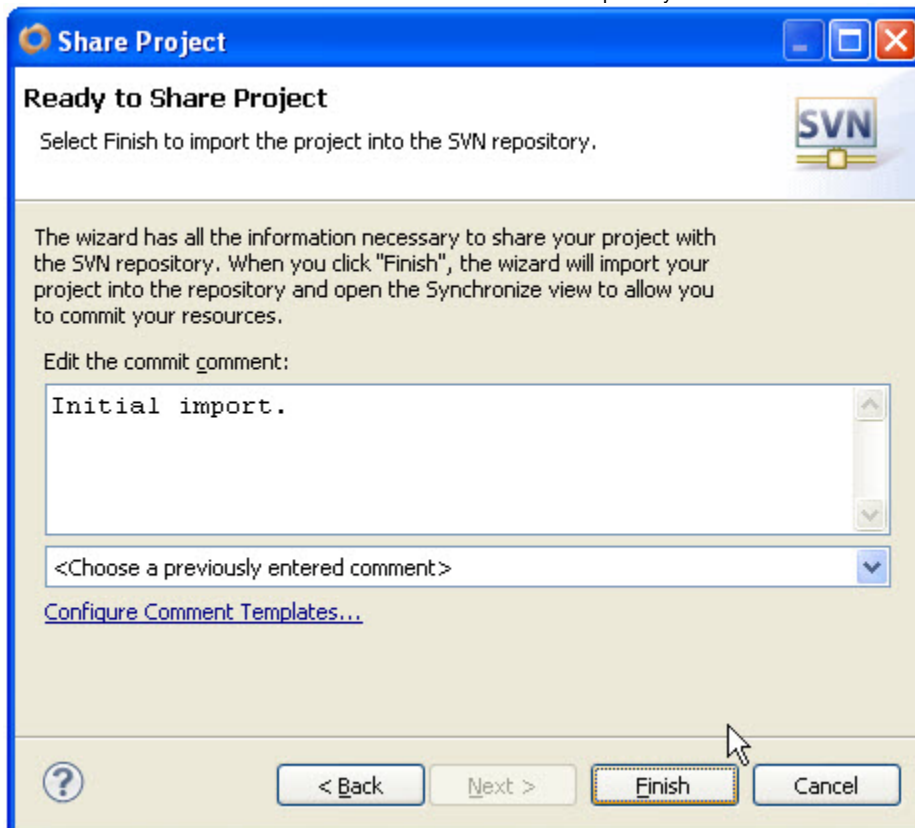 Share Project
Ready to Share Project
Select Finish to import the project into the SVN repository.
SVN
The wizard has all the information necessary to share your project with
the SVN repository. When you click "Finish", the wizard will import your
project into the repository and open the Synchronize view to allow you
to commit your resources.
Edit the commit comment:
Initial import.
<Choose a previously entered comment>
Configure Comment Templates...
< Back
Next >
Finish
Cancel